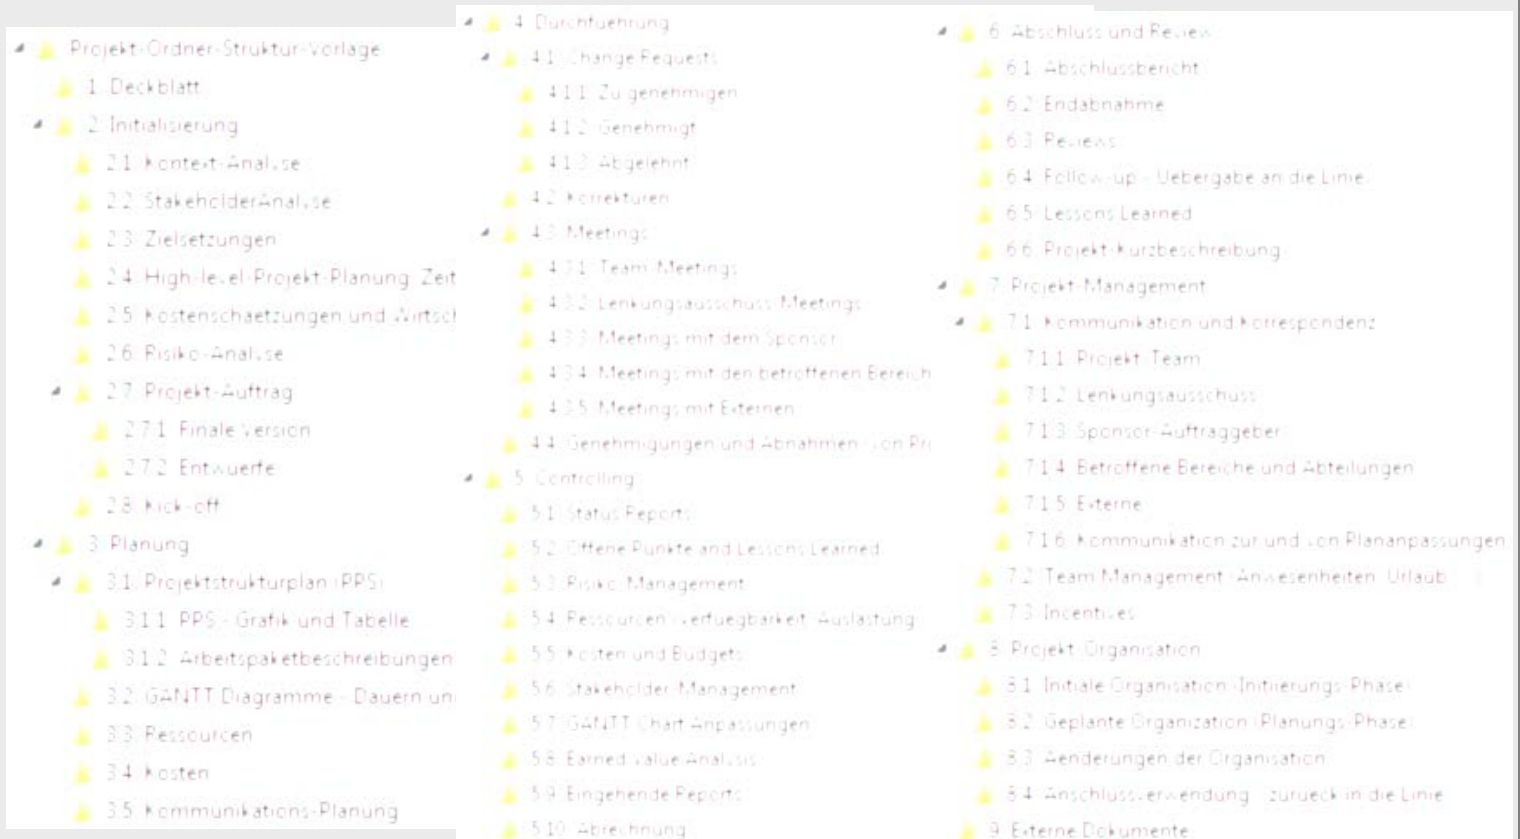 Projekt-Ordner-Struktur-Vorlage
1. Deckblatt
2. Initialisierung
2.1. Kontext-Analyse
2.2. StakeholderAnalyse
2.3. Zielsetzungen
2.4. High-level-Projekt-Planung: Zeit
2.5. Kostenschaetzungen und Wirtsch
2.6. Risiko-Analyse
2.7. Projekt-Auftrag
2.7.1. Finale Version
2.7.2. Entwuerfe
2.8. Kick-off
3. Planung
3.1. Projektstrukturplan (PPS)
3.1.1. PPS - Grafik und Tabelle
3.1.2. Arbeitspaketbeschreibungen
3.2. GANTT Diagramme - Dauern un
3.3. Ressourcen
3.4. Kosten
3.5. Kommunikations-Planung
4. Durchfuehrung
4.1. Change Requests
4.1.1. Zu genehmigen
4.1.2. Genehmigt
4.1.3. Abgelehnt
4.2. Korrekturen
4.3. Meetings
4.3.1. Team-Meetings
4.3.2. Lenkungsausschuss-Meetings
4.3.3. Meetings mit dem Sponsor
4.3.4. Meetings mit den betroffenen Bereich
4.3.5. Meetings mit Externen
4.4. Genehmigungen und Abnahmen von Pr
5. Controlling
5.1. Status Reports
5.2. Offene Punkte and Lessons Learned
5.3. Risiko-Management
5.4. Ressourcen Verfuegbarkeit, Auslastung
5.5. Kosten und Budgets
5.6. Stakeholder-Management
5.7. GANTT Chart Anpassungen
5.8. Earned Value Analysis
5.9. Eingehende Reports
5.10. Abrechnung
6. Abschluss und Review
6.1. Abschlussbericht
6.2. Endabnahme
6.3. Reviews
6.4. Follow-up - Uebergabe an die Linie
6.5. Lessons Learned
6.6. Projekt-Kurzbeschreibung
7. Projekt-Management
7.1. Kommunikation und Korrespondenz
7.1.1. Projekt-Team
7.1.2. Lenkungsausschuss
7.1.3. Sponsor-Auftraggeber
7.1.4. Betroffene Bereiche und Abteilungen
7.1.5. Externe
7.1.6. Kommunikation zur und von Plananpassungen
7.2. Team Management (Anwesenheiten, Urlaub,
7.3. Incentives
8. Projekt-Organisation
8.1. Initiale Organisation (Initiierungs-Phase)
8.2. Geplante Organization (Planungs-Phase)
8.3. Aenderungen der Organisation
8.4. Anschlussverwendung - zurueck in die Linie
9. Externe Dokumente